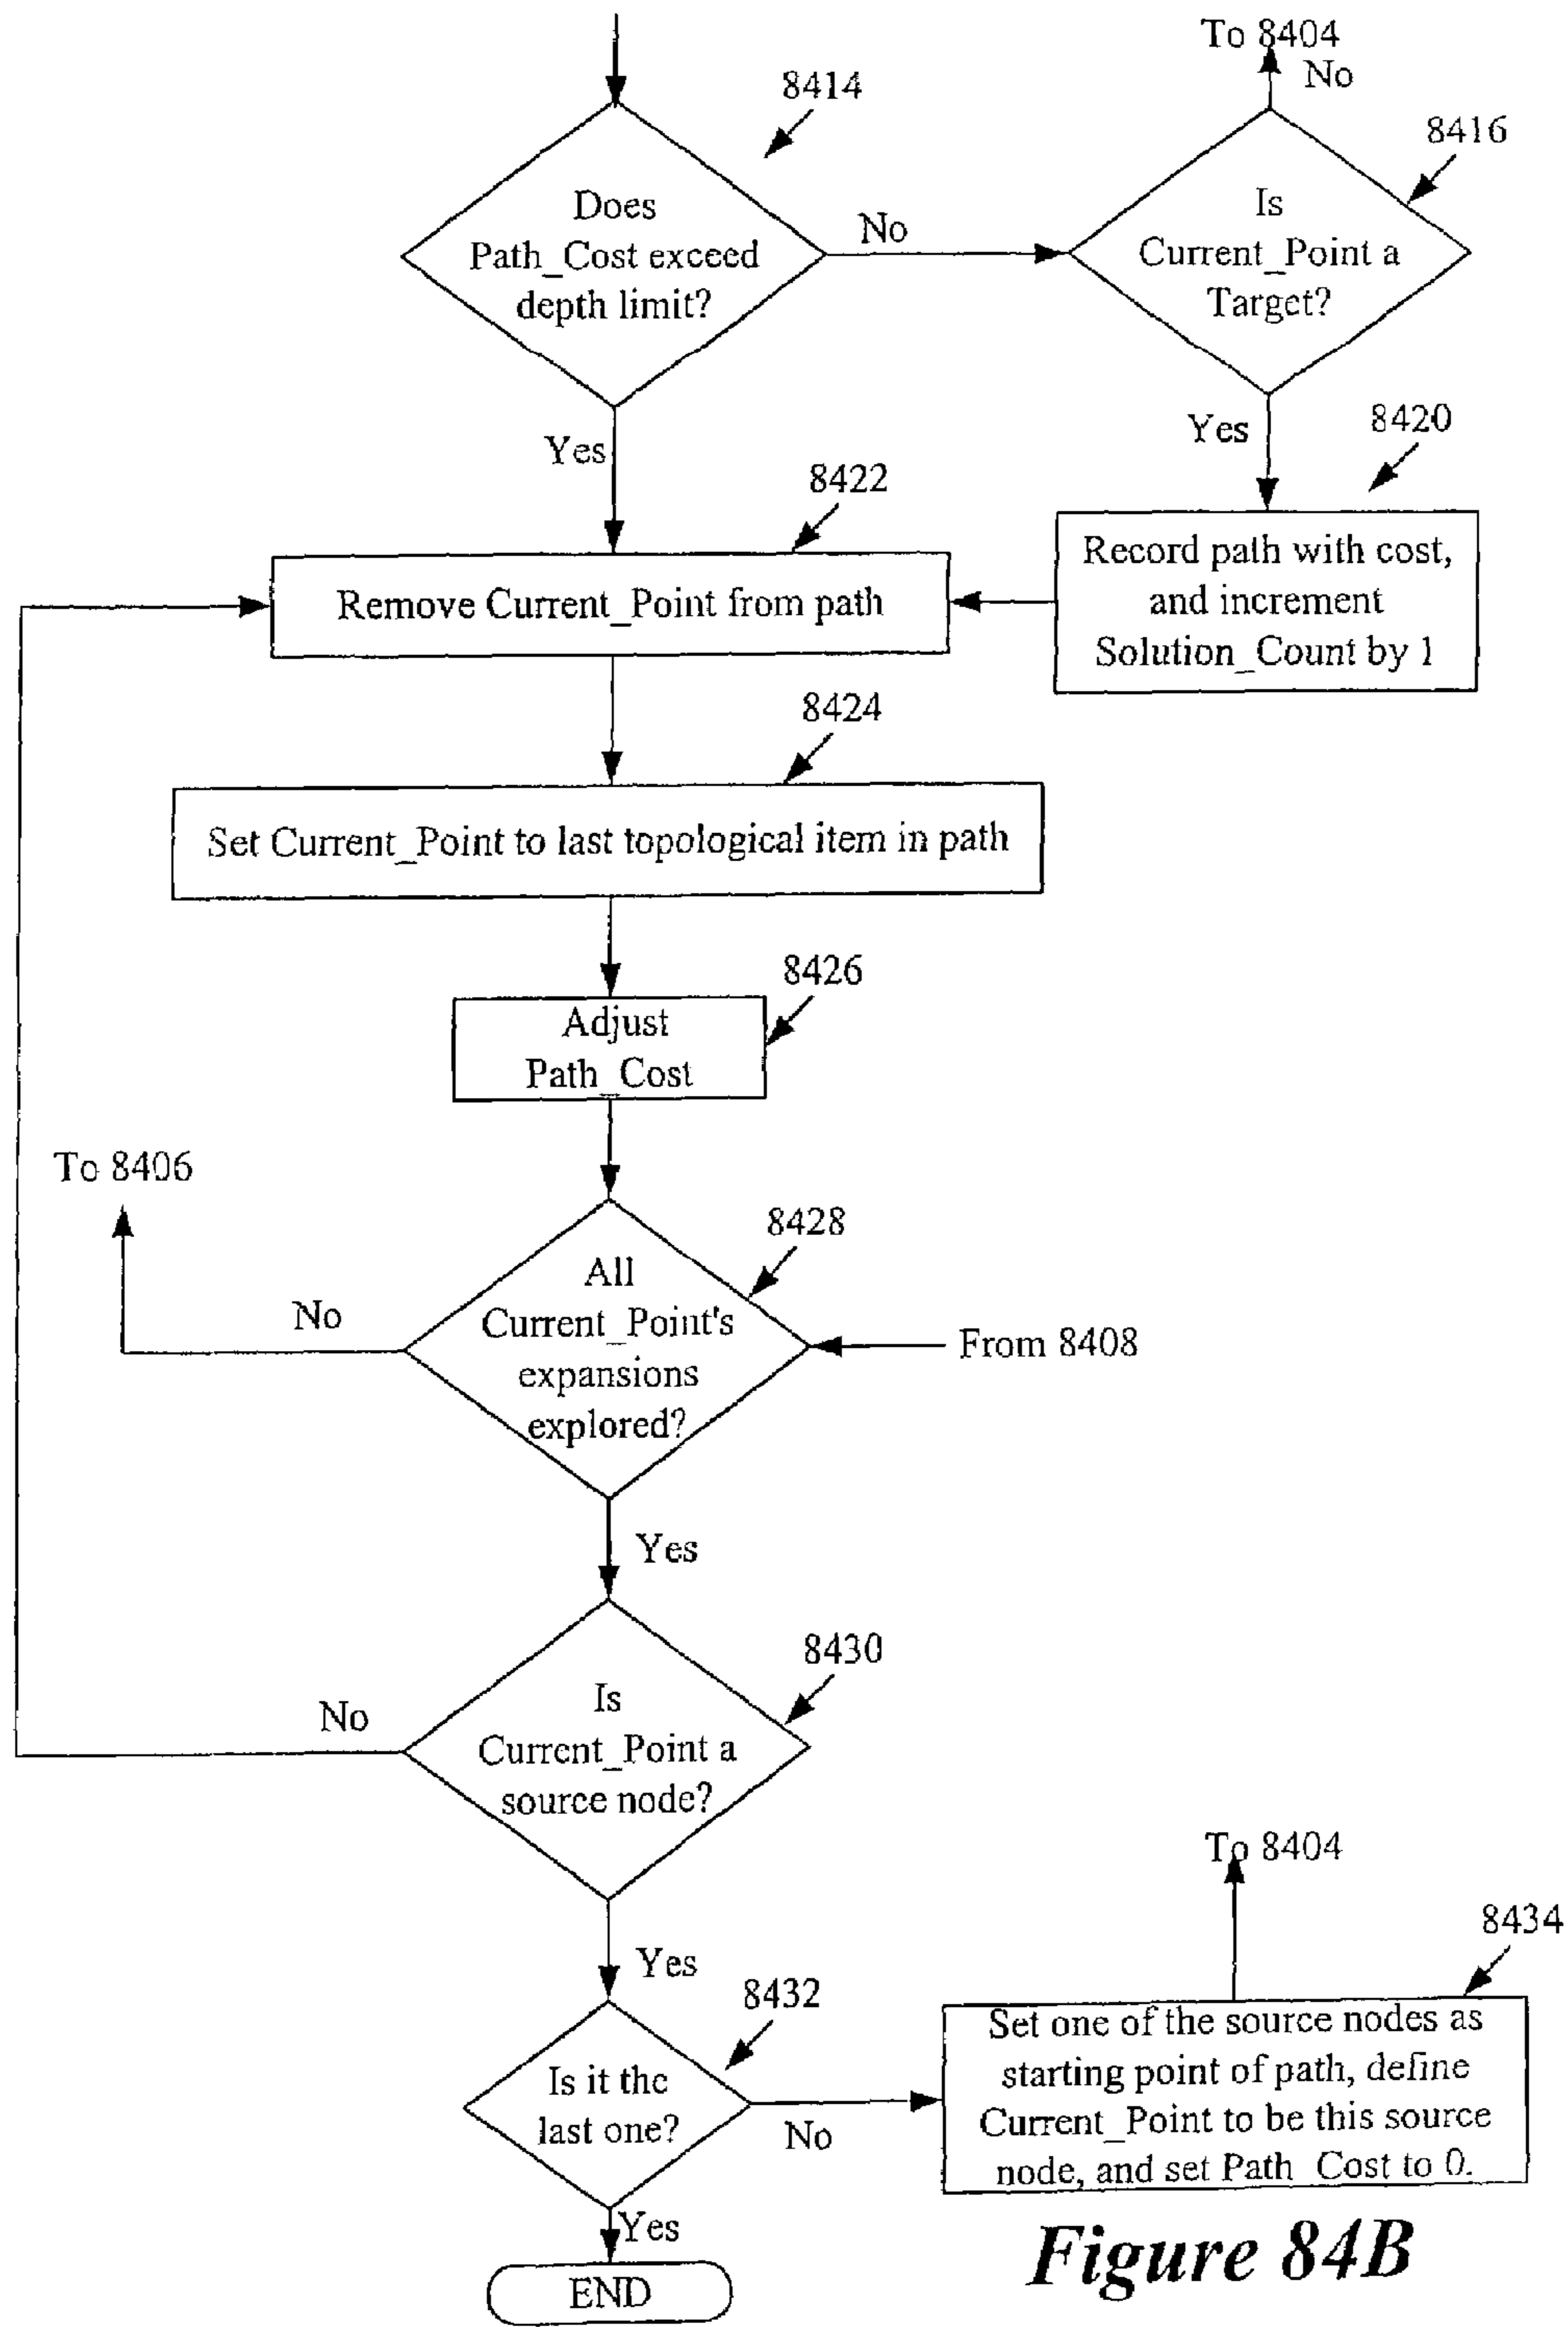 To 8404
No
8414
8416
Does
Path_Cost exceed
depth limit?
No
Is
Current_Point a
Target?
Yes
Yes
8420
8422
Remove Current_Point from path
Record path with cost,
and increment
Solution_Count by 1
8424
Set Current_Point to last topological item in path
8426
Adjust
Path_Cost
To 8406
8428
All
Current_Point's
expansions
explored?
No
From 8408
Yes
8430
Is
Current_Point a
source node?
No
To 8404
8434
Yes
8432
Is it the
last one?
No
Set one of the source nodes as
starting point of path, define
Current_Point to be this source
node, and set Path_Cost to 0.
Yes
END
Figure 84B